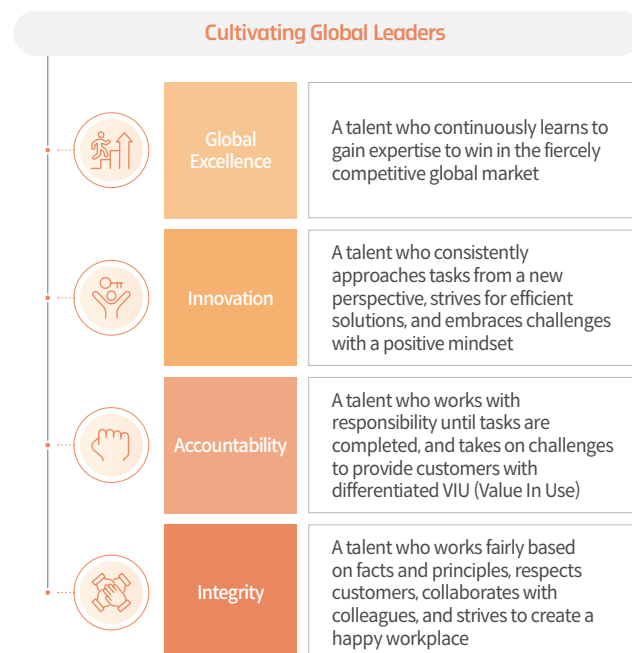 Cultivating Global Leaders
Global
Excellence
A talent who continuously learns to
gain expertise to win in the fiercely
competitive global market
Innovation
A talent who consistently
approaches tasks from a new
perspective, strives for efficient
solutions, and embraces challenges
with a positive mindset
Accountability
A talent who works with
responsibility until tasks are
completed, and takes on challenges
to provide customers with
differentiated VIU (Value In Use)
Integrity
A talent who works fairly based
on facts and principles, respects
customers, collaborates with
colleagues, and strives to create a
happy workplace